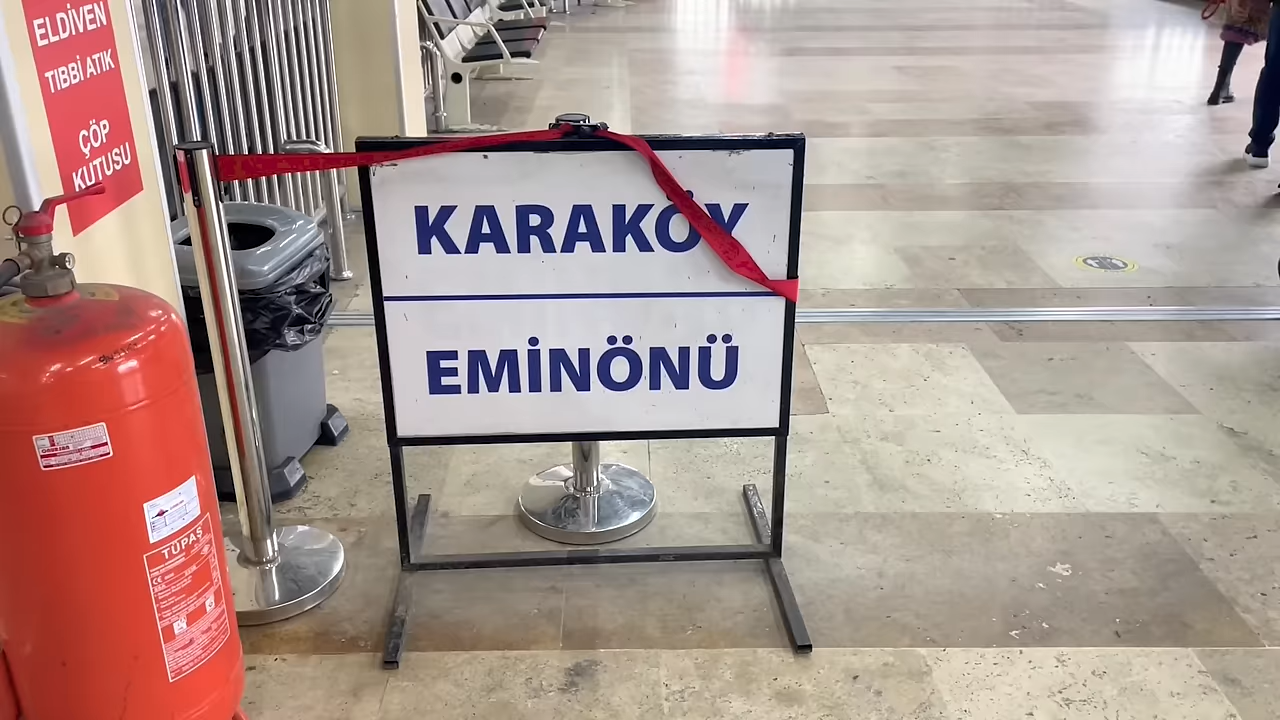 ELDİVEN
TIBBİ ATIK
ÇÖP
KUTUSU
KARAKÖY
EMİNÖNÜ
TÜPAŞ